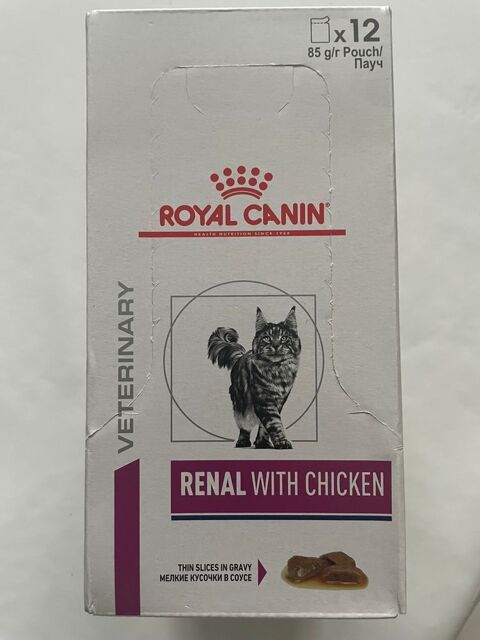 x12
85 g/r Pouch/
Пауч
ROYAL CANIN
HEALTH NUTRITION SINCE 1968
VETERINARY
RENAL WITH CHICKEN
THIN SLICES IN GRAVY
МЕЛКИЕ КУСОЧКИ В СОУСЕ